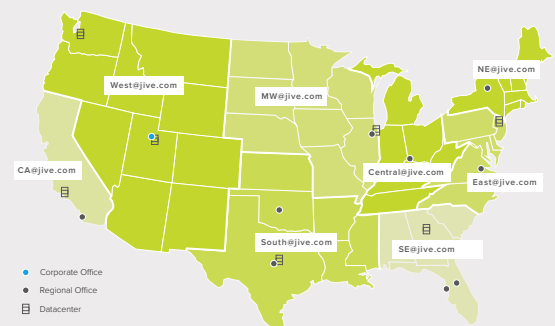 NE@jive.com
West@jive.com
MW@jive.com
CA@jive.com
Central@jive.com
East@jive.com
South@jive.com
SE@jive.com
Corporate Office
Regional Office
Datacenter